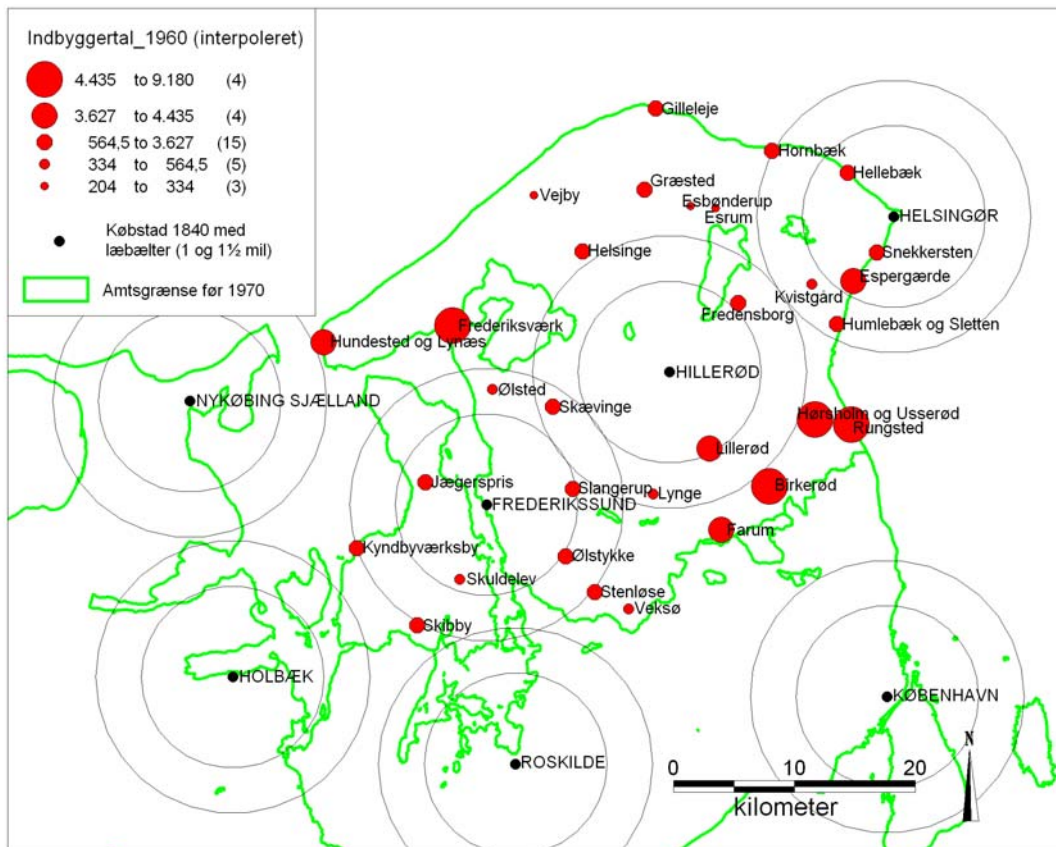 Indbyggertal_1960 (interpoleret)
4.435 to 9.180 (4)
3.627 to 4.435 (4)
564,5 to 3.627 (15)
334 to 564,5 (5)
204 to 334 (3)
Købstad 1840 med
læbælter (1 og 1½ mil)
Amtsgrænse før 1970
Gilleleje
Hornbæk
Hellebæk
Græsted
Vejby
Esbønderup
Esrum
HELSINGØR
Helsinge
Snekkersten
Espergærde
Kvistgård
Fredensborg
Humlebæk og Sletten
Frederiksværk
Hundested og Lynæs
HILLERØD
Ølsted
NYKØBING SJÆLLAND
Skævinge
Hørsholm og Usserød
Rungsted
Lillerød
Jægerspris
Slangerup
Lynge
Birkerød
FREDERIKSSUND
Farum
Kyndbyværksby
Ølstykke
Skuldelev
Stenløse
Veksø
Skibby
HOLBÆK
KØBENHAVN
ROSKILDE
N
0 10 20
kilometer